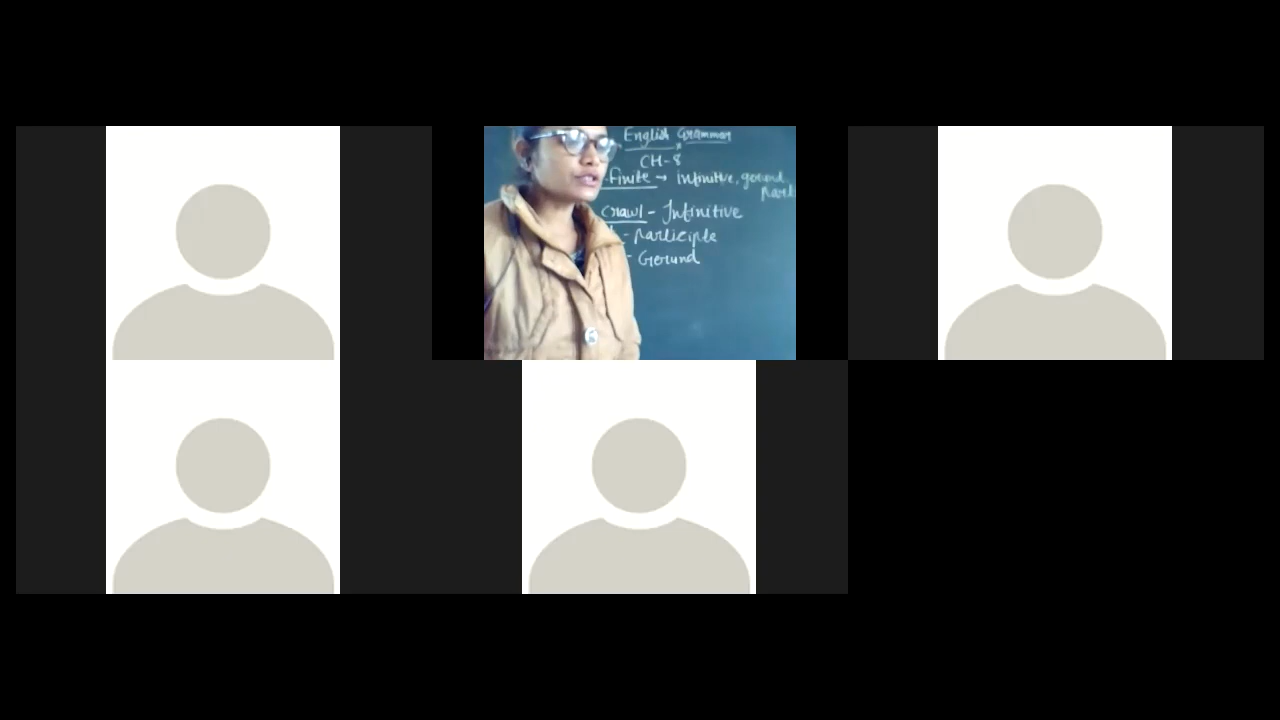 English Grammar
CH-8
Finite → infinitive, gerund,
Crawl - Infinitive
- Participle
- Gerund